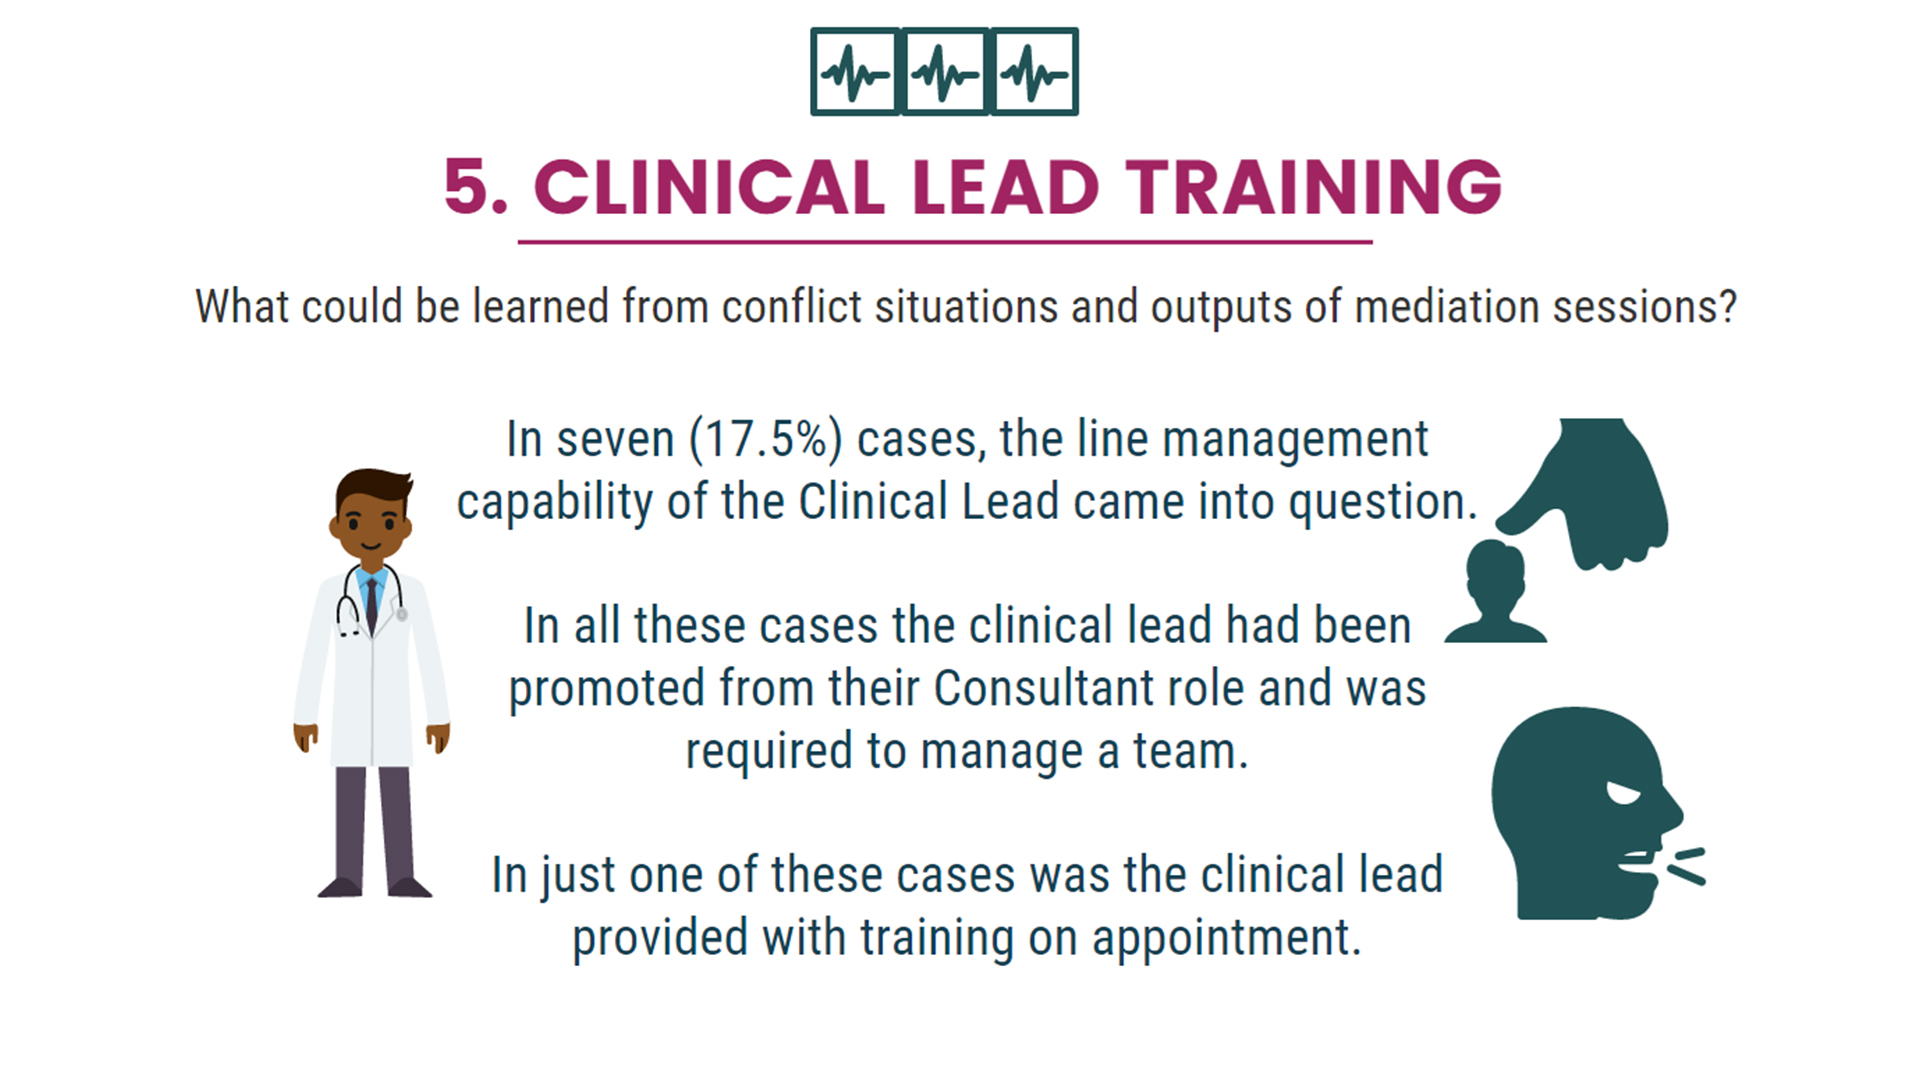 5. CLINICAL LEAD TRAINING
What could be learned from conflict situations and outputs of mediation sessions?
In seven (17.5%) cases, the line management
capability of the Clinical Lead came into question.
In all these cases the clinical lead had been
promoted from their Consultant role and was
required to manage a team.
In just one of these cases was the clinical lead
provided with training on appointment.